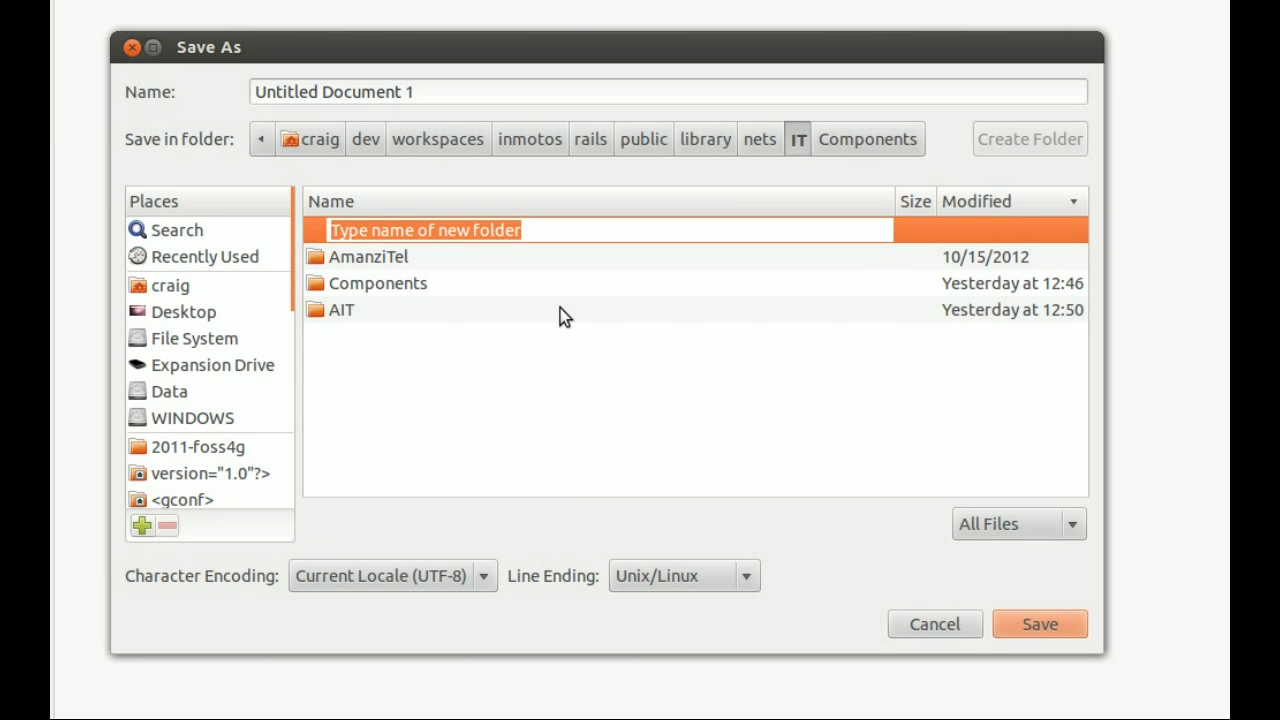 Save As
Name: Untitled Document 1
Save in folder: craig dev workspaces inmotos rails public library nets IT Components Create Folder
Places Name Size Modified
Search Type name of new folder
Recently Used AmanziTel 10/15/2012
craig Components Yesterday at 12:46
Desktop AIT Yesterday at 12:50
File System
Expansion Drive
Data
WINDOWS
2011-foss4g
version="1.0"?>
<gconf>
All Files
Character Encoding: Current Locale (UTF-8) Line Ending: Unix/Linux
Cancel Save